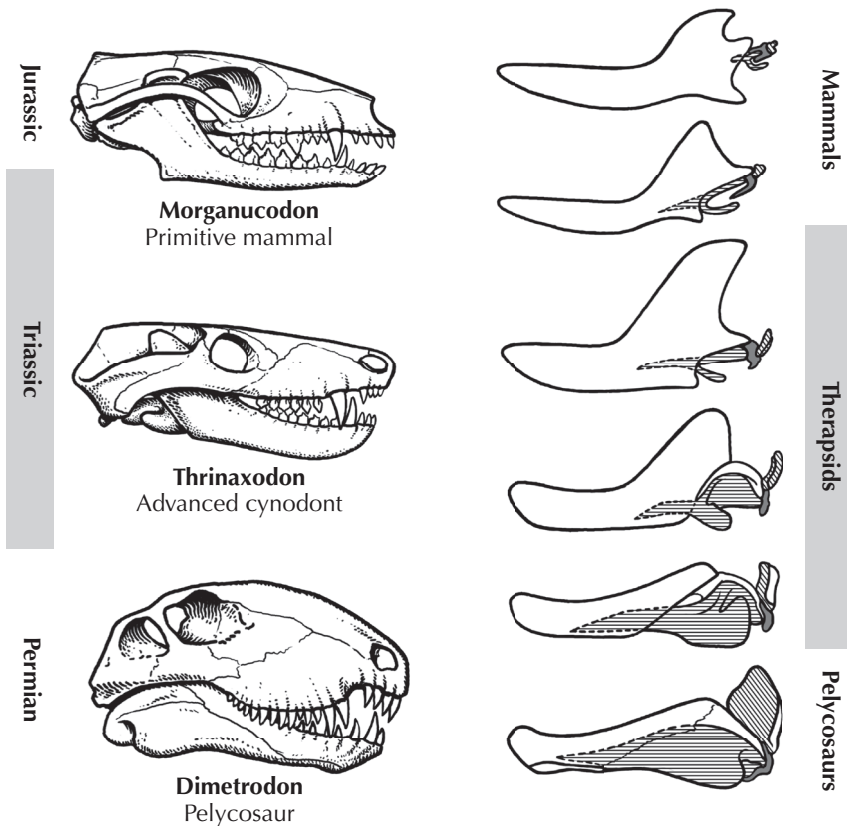 Jurassic
Morganucodon
Primitive mammal
Triassic
Thrinaxodon
Advanced cynodont
Permian
Dimetrodon
Pelycosaur
Mammals
Therapsids
Pelycosaurs